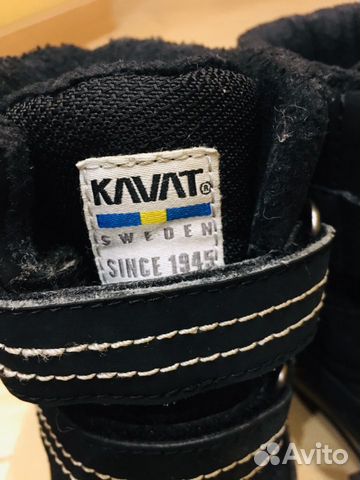 KAVAT®
SWEDEN
SINCE 1945
Avito